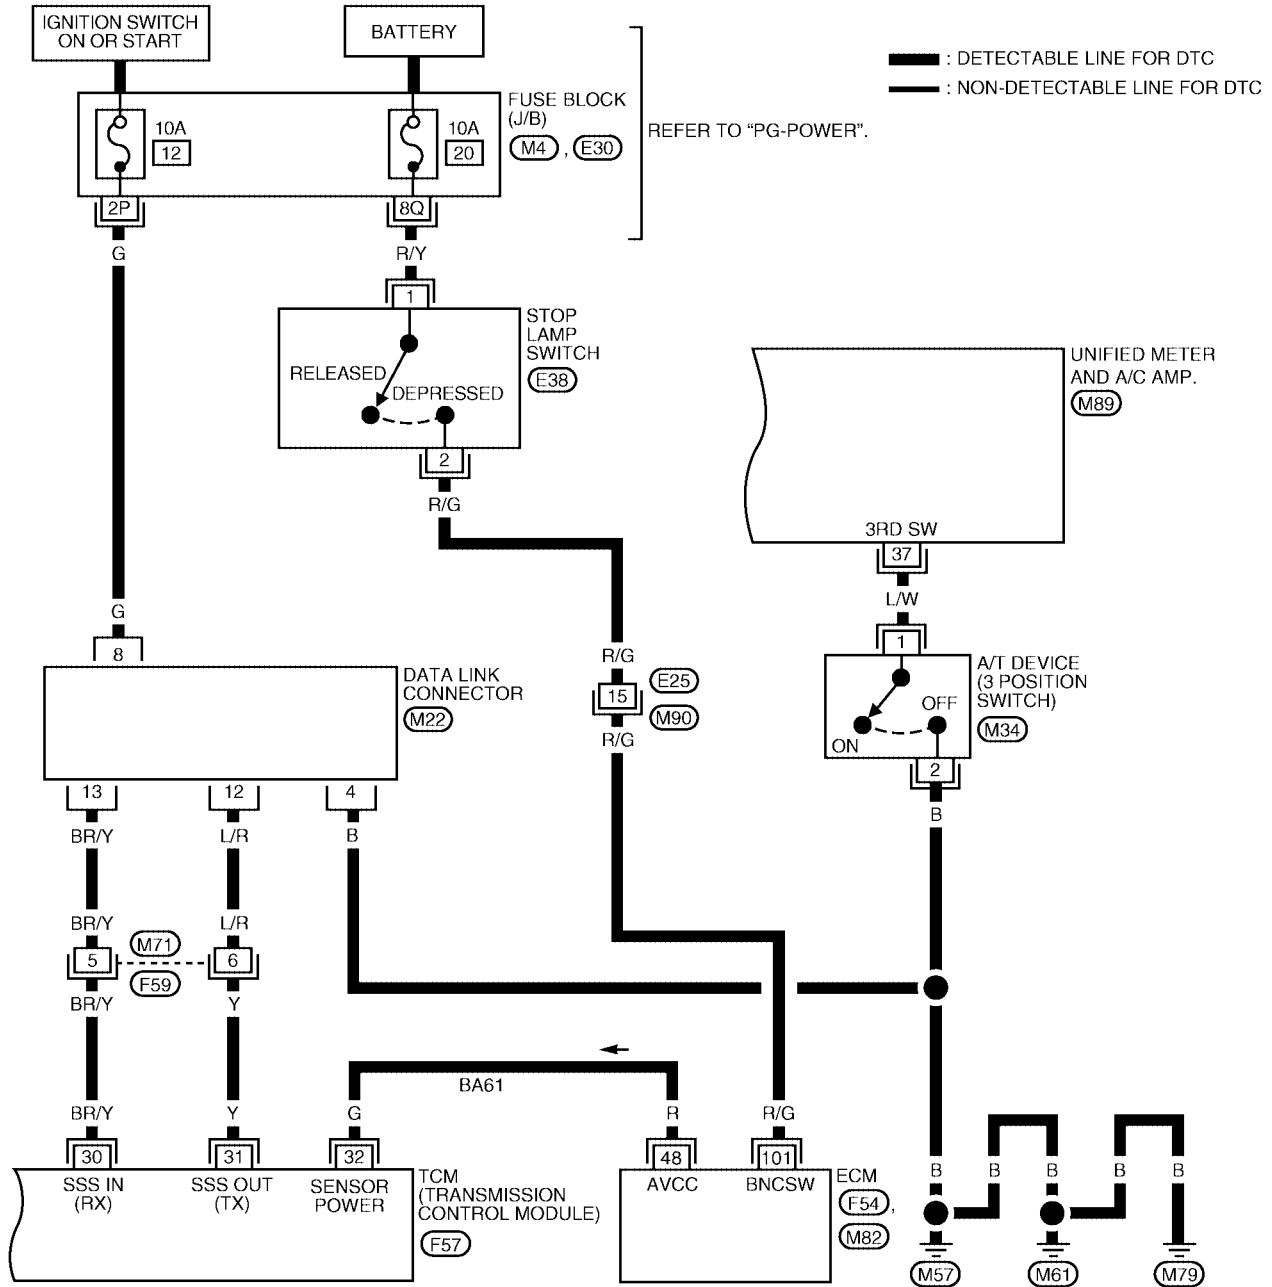 IGNITION SWITCH
ON OR START
BATTERY
: DETECTABLE LINE FOR DTC
: NON-DETECTABLE LINE FOR DTC
FUSE BLOCK
(J/B)
M4 , E30
REFER TO “PG-POWER”.
10A
12
10A
20
2P
8Q
G
R/Y
1
STOP
LAMP
SWITCH
E38
RELEASED
DEPRESSED
2
R/G
UNIFIED METER
AND A/C AMP.
M89
3RD SW
37
L/W
1
A/T DEVICE
(3 POSITION
SWITCH)
M34
OFF
ON
2
B
G
8
DATA LINK
CONNECTOR
M22
R/G
15
E25
M90
R/G
13
12
4
BR/Y
L/R
B
BR/Y
L/R
5
M71
F59
6
BR/Y
Y
BA61
BR/Y
Y
G
R
R/G
30
31
32
48
101
SSS IN
(RX)
SSS OUT
(TX)
SENSOR
POWER
TCM
(TRANSMISSION
CONTROL MODULE)
F57
AVCC
BNCSW
ECM
F54 ,
M82
B
B
B
B
B
M57
M61
M79